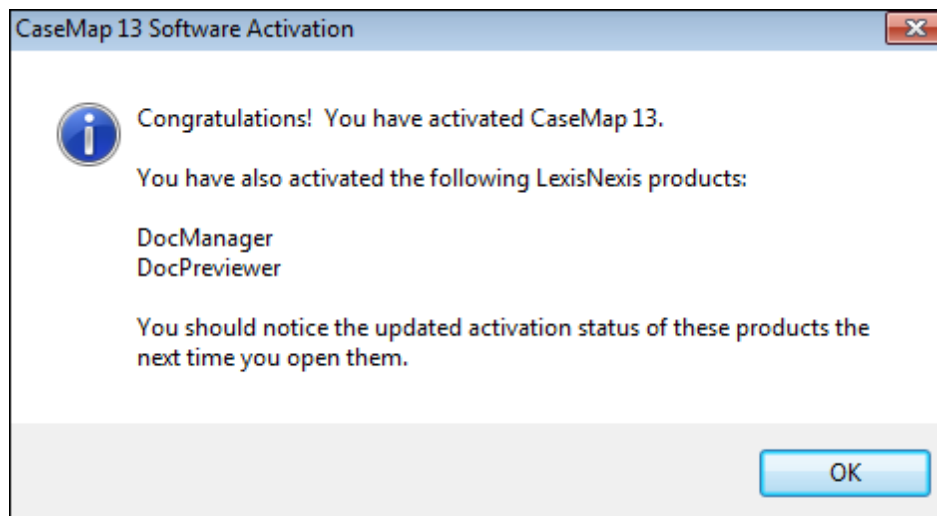 CaseMap 13 Software Activation
Congratulations! You have activated CaseMap 13.
You have also activated the following LexisNexis products:
DocManager
DocPreviewer
You should notice the updated activation status of these products the
next time you open them.
OK